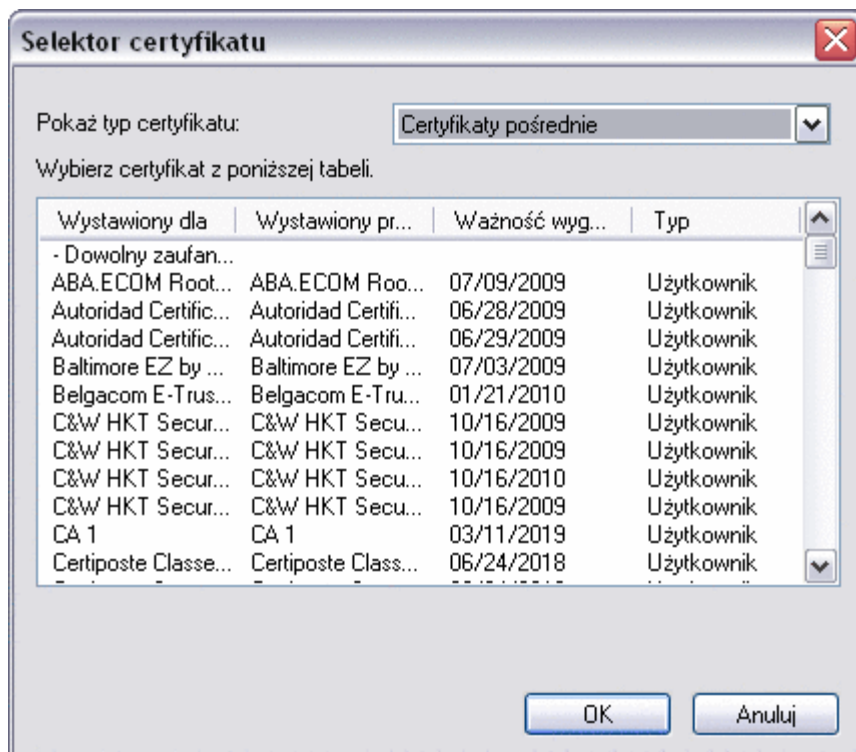 Selektor certyfikatu
Pokaż typ certyfikatu: Certyfikaty pośrednie
Wybierz certyfikat z poniższej tabeli.
Wystawiony dla Wystawiony pr... Ważność wyg... Typ
- Dowolny zaufan...
ABA.ECOM Root... ABA.ECOM Roo... 07/09/2009 Użytkownik
Autoridad Certific... Autoridad Certifi... 06/28/2009 Użytkownik
Autoridad Certific... Autoridad Certifi... 06/29/2009 Użytkownik
Baltimore EZ by ... Baltimore EZ by ... 07/03/2009 Użytkownik
Belgacom E-Trus... Belgacom E-Tru... 01/21/2010 Użytkownik
C&W HKT Secur... C&W HKT Secu... 10/16/2009 Użytkownik
C&W HKT Secur... C&W HKT Secu... 10/16/2009 Użytkownik
C&W HKT Secur... C&W HKT Secu... 10/16/2010 Użytkownik
C&W HKT Secur... C&W HKT Secu... 10/16/2009 Użytkownik
CA 1 CA 1 03/11/2019 Użytkownik
Certiposte Classe... Certiposte Class... 06/24/2018 Użytkownik
OK Anuluj